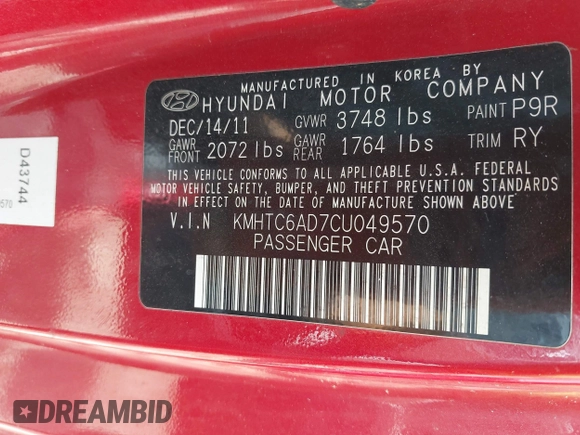 MANUFACTURED IN KOREA BY
HYUNDAI MOTOR COMPANY
DEC/14/11 GVWR 3748 lbs PAINT P9R
GAWR FRONT 2072 lbs GAWR REAR 1764 lbs TRIM RY
THIS VEHICLE CONFORMS TO ALL APPLICABLE U.S.A. FEDERAL
MOTOR VEHICLE SAFETY, BUMPER, AND THEFT PREVENTION STANDARDS
IN EFFECT ON THE DATE OF MANUFACTURE SHOWN ABOVE
V.I.N KMHTC6AD7CU049570
PASSENGER CAR
D43744
9570
DREAMBID